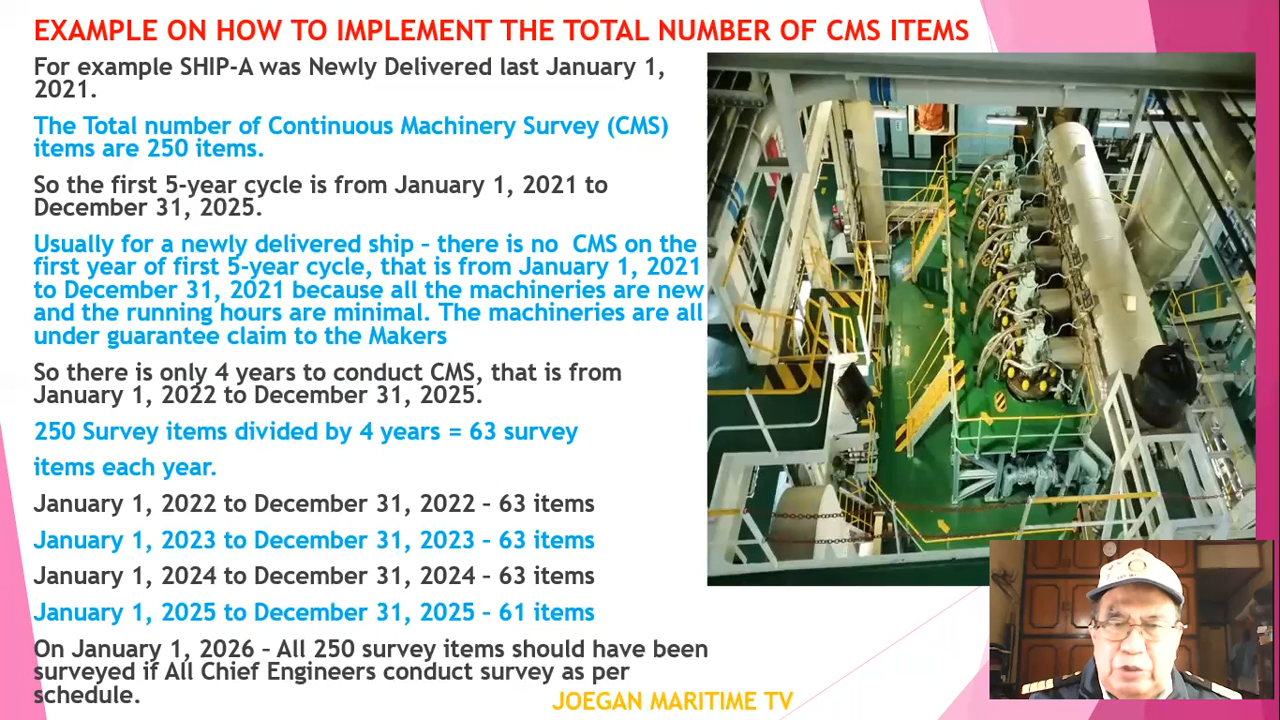 EXAMPLE ON HOW TO IMPLEMENT THE TOTAL NUMBER OF CMS ITEMS
For example SHIP-A was Newly Delivered last January 1,
2021.
The Total number of Continuous Machinery Survey (CMS)
items are 250 items.
So the first 5-year cycle is from January 1, 2021 to
December 31, 2025.
Usually for a newly delivered ship – there is no  CMS on the
first year of first 5-year cycle, that is from January 1, 2021
to December 31, 2021 because all the machineries are new
and the running hours are minimal. The machineries are all
under guarantee claim to the Makers
So there is only 4 years to conduct CMS, that is from
January 1, 2022 to December 31, 2025.
250 Survey items divided by 4 years = 63 survey
items each year.
January 1, 2022 to December 31, 2022 – 63 items
January 1, 2023 to December 31, 2023 – 63 items
January 1, 2024 to December 31, 2024 – 63 items
January 1, 2025 to December 31, 2025 – 61 items
On January 1, 2026 – All 250 survey items should have been
surveyed if All Chief Engineers conduct survey as per
schedule.
JOEGAN MARITIME TV